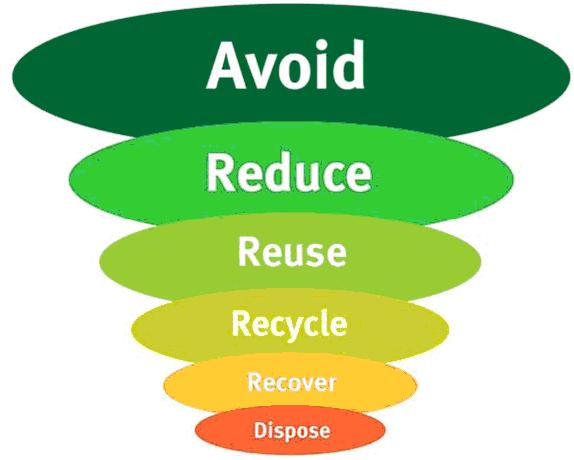 Avoid
Reduce
Reuse
Recycle
Recover
Dispose